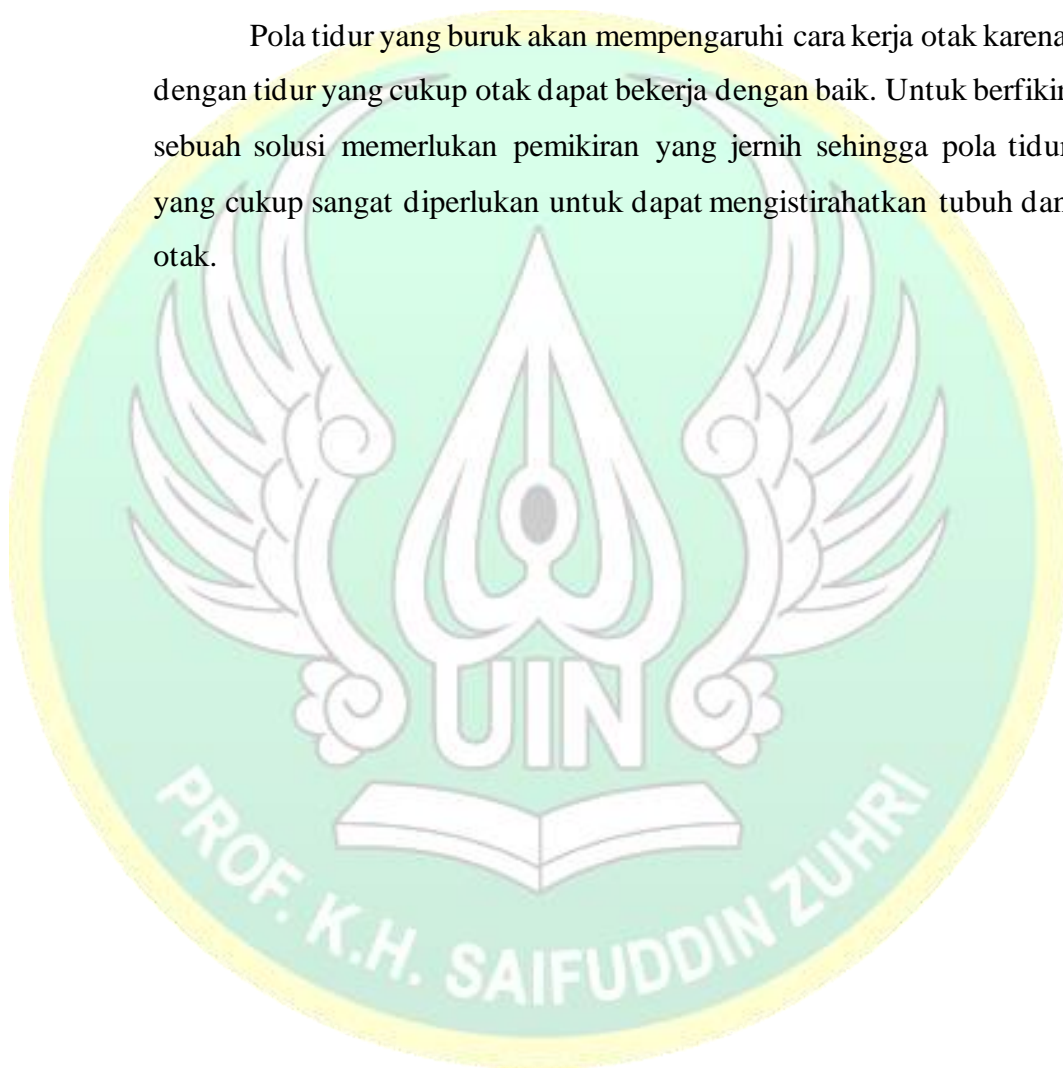 Pola tidur yang buruk akan mempengaruhi cara kerja otak karena
dengan tidur yang cukup otak dapat bekerja dengan baik. Untuk berfikir
sebuah solusi memerlukan pemikiran yang jernih sehingga pola tidur
yang cukup sangat diperlukan untuk dapat mengistirahatkan tubuh dan
otak.
UIN
PROF. K.H. SAIFUDDIN ZUHRI